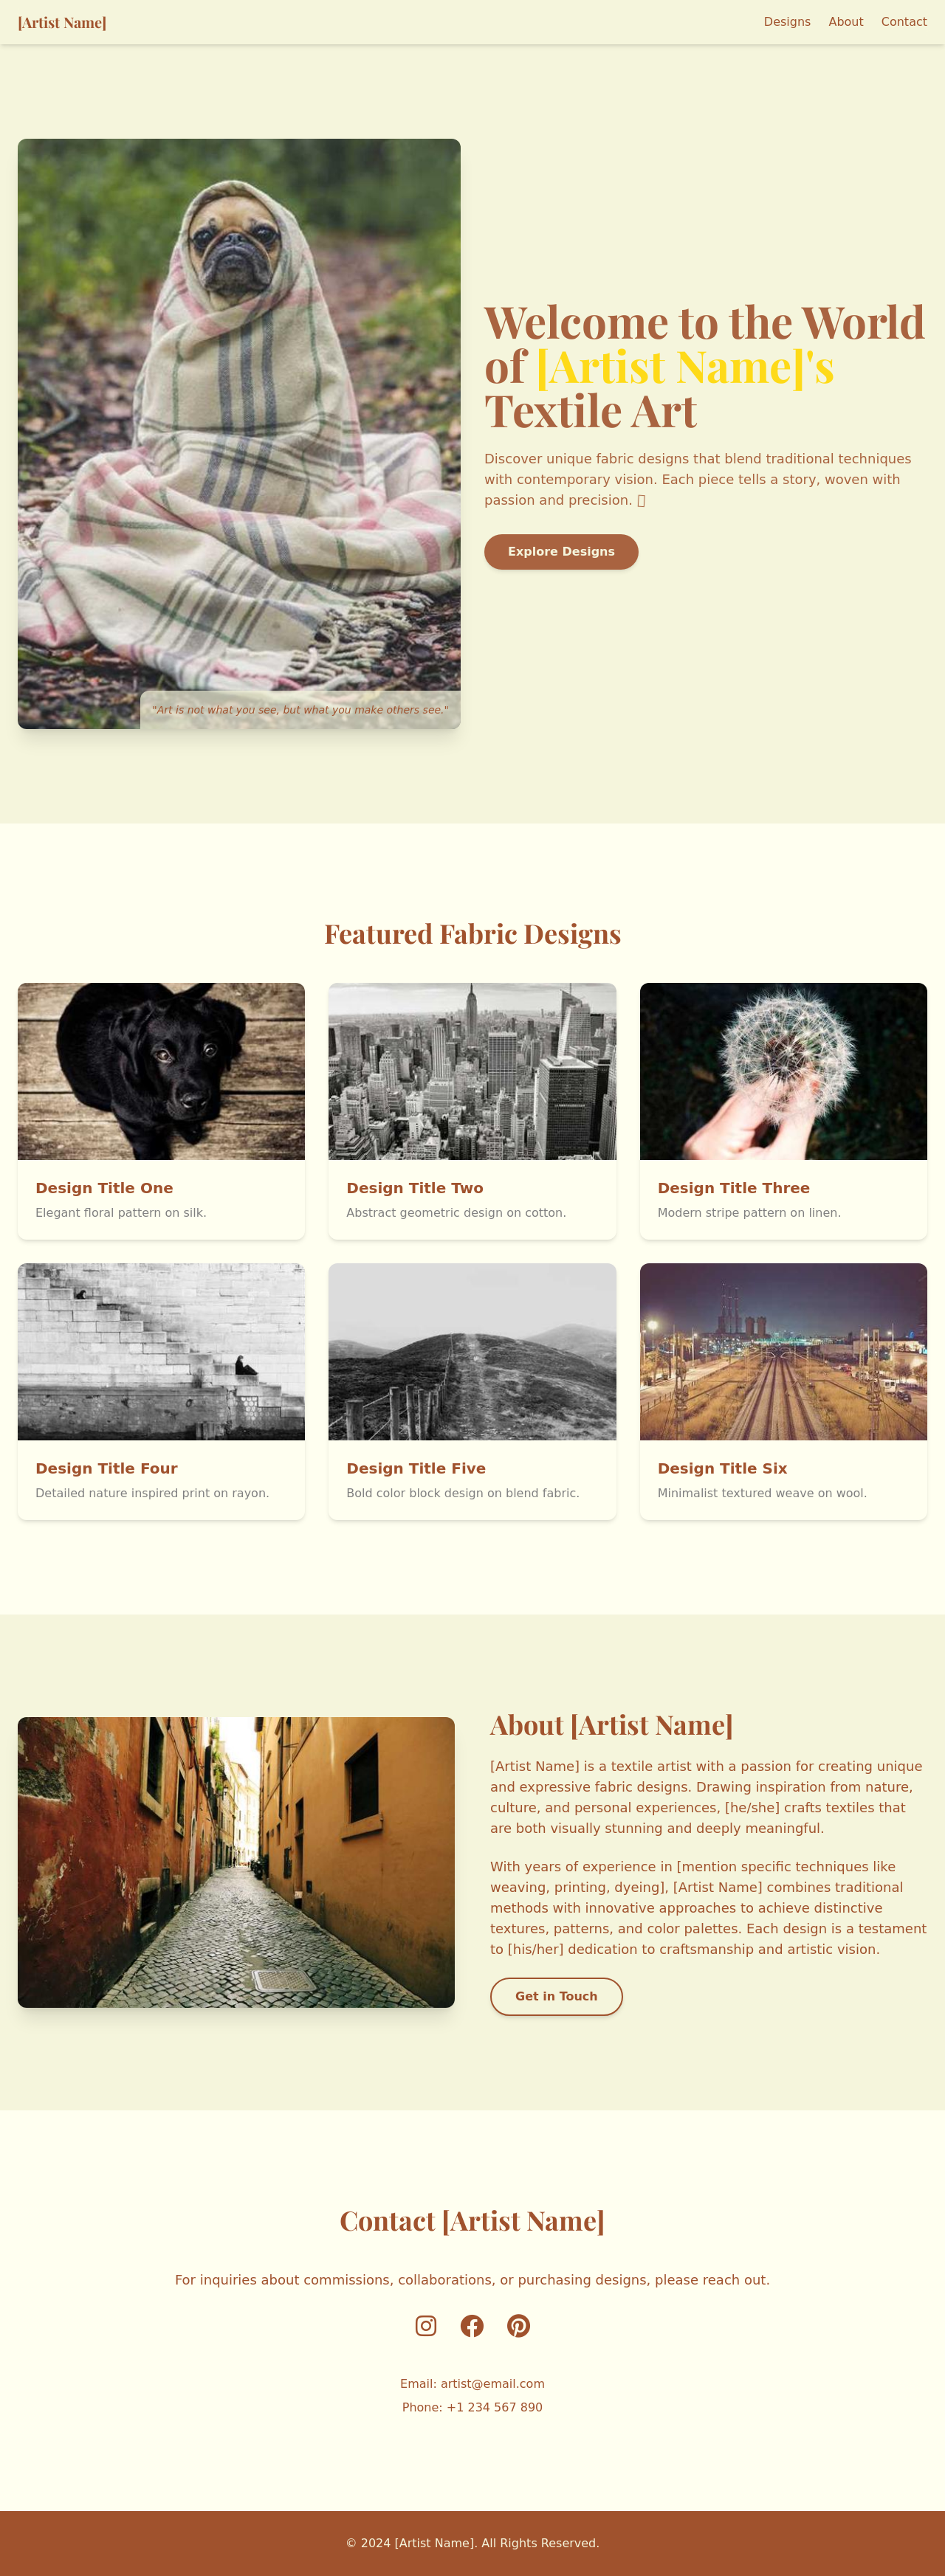 [Artist Name]
Designs About Contact
Welcome to the World
of [Artist Name]'s
Textile Art
Discover unique fabric designs that blend traditional techniques
with contemporary vision. Each piece tells a story, woven with
passion and precision.
Explore Designs
"Art is not what you see, but what you make others see."
Featured Fabric Designs
Design Title One
Elegant floral pattern on silk.
Design Title Two
Abstract geometric design on cotton.
Design Title Three
Modern stripe pattern on linen.
Design Title Four
Detailed nature inspired print on rayon.
Design Title Five
Bold color block design on blend fabric.
Design Title Six
Minimalist textured weave on wool.
About [Artist Name]
[Artist Name] is a textile artist with a passion for creating unique
and expressive fabric designs. Drawing inspiration from nature,
culture, and personal experiences, [he/she] crafts textiles that
are both visually stunning and deeply meaningful.
With years of experience in [mention specific techniques like
weaving, printing, dyeing], [Artist Name] combines traditional
methods with innovative approaches to achieve distinctive
textures, patterns, and color palettes. Each design is a testament
to [his/her] dedication to craftsmanship and artistic vision.
Get in Touch
Contact [Artist Name]
For inquiries about commissions, collaborations, or purchasing designs, please reach out.
Email: artist@email.com
Phone: +1 234 567 890
© 2024 [Artist Name]. All Rights Reserved.